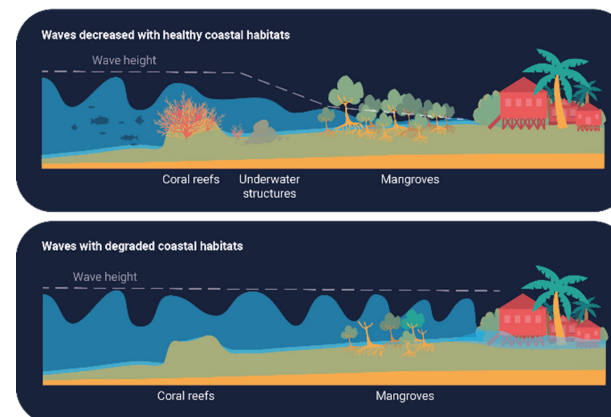 Waves decreased with healthy coastal habitats
Wave height
Coral reefs
Underwater
structures
Mangroves
Waves with degraded coastal habitats
Wave height
Coral reefs
Mangroves